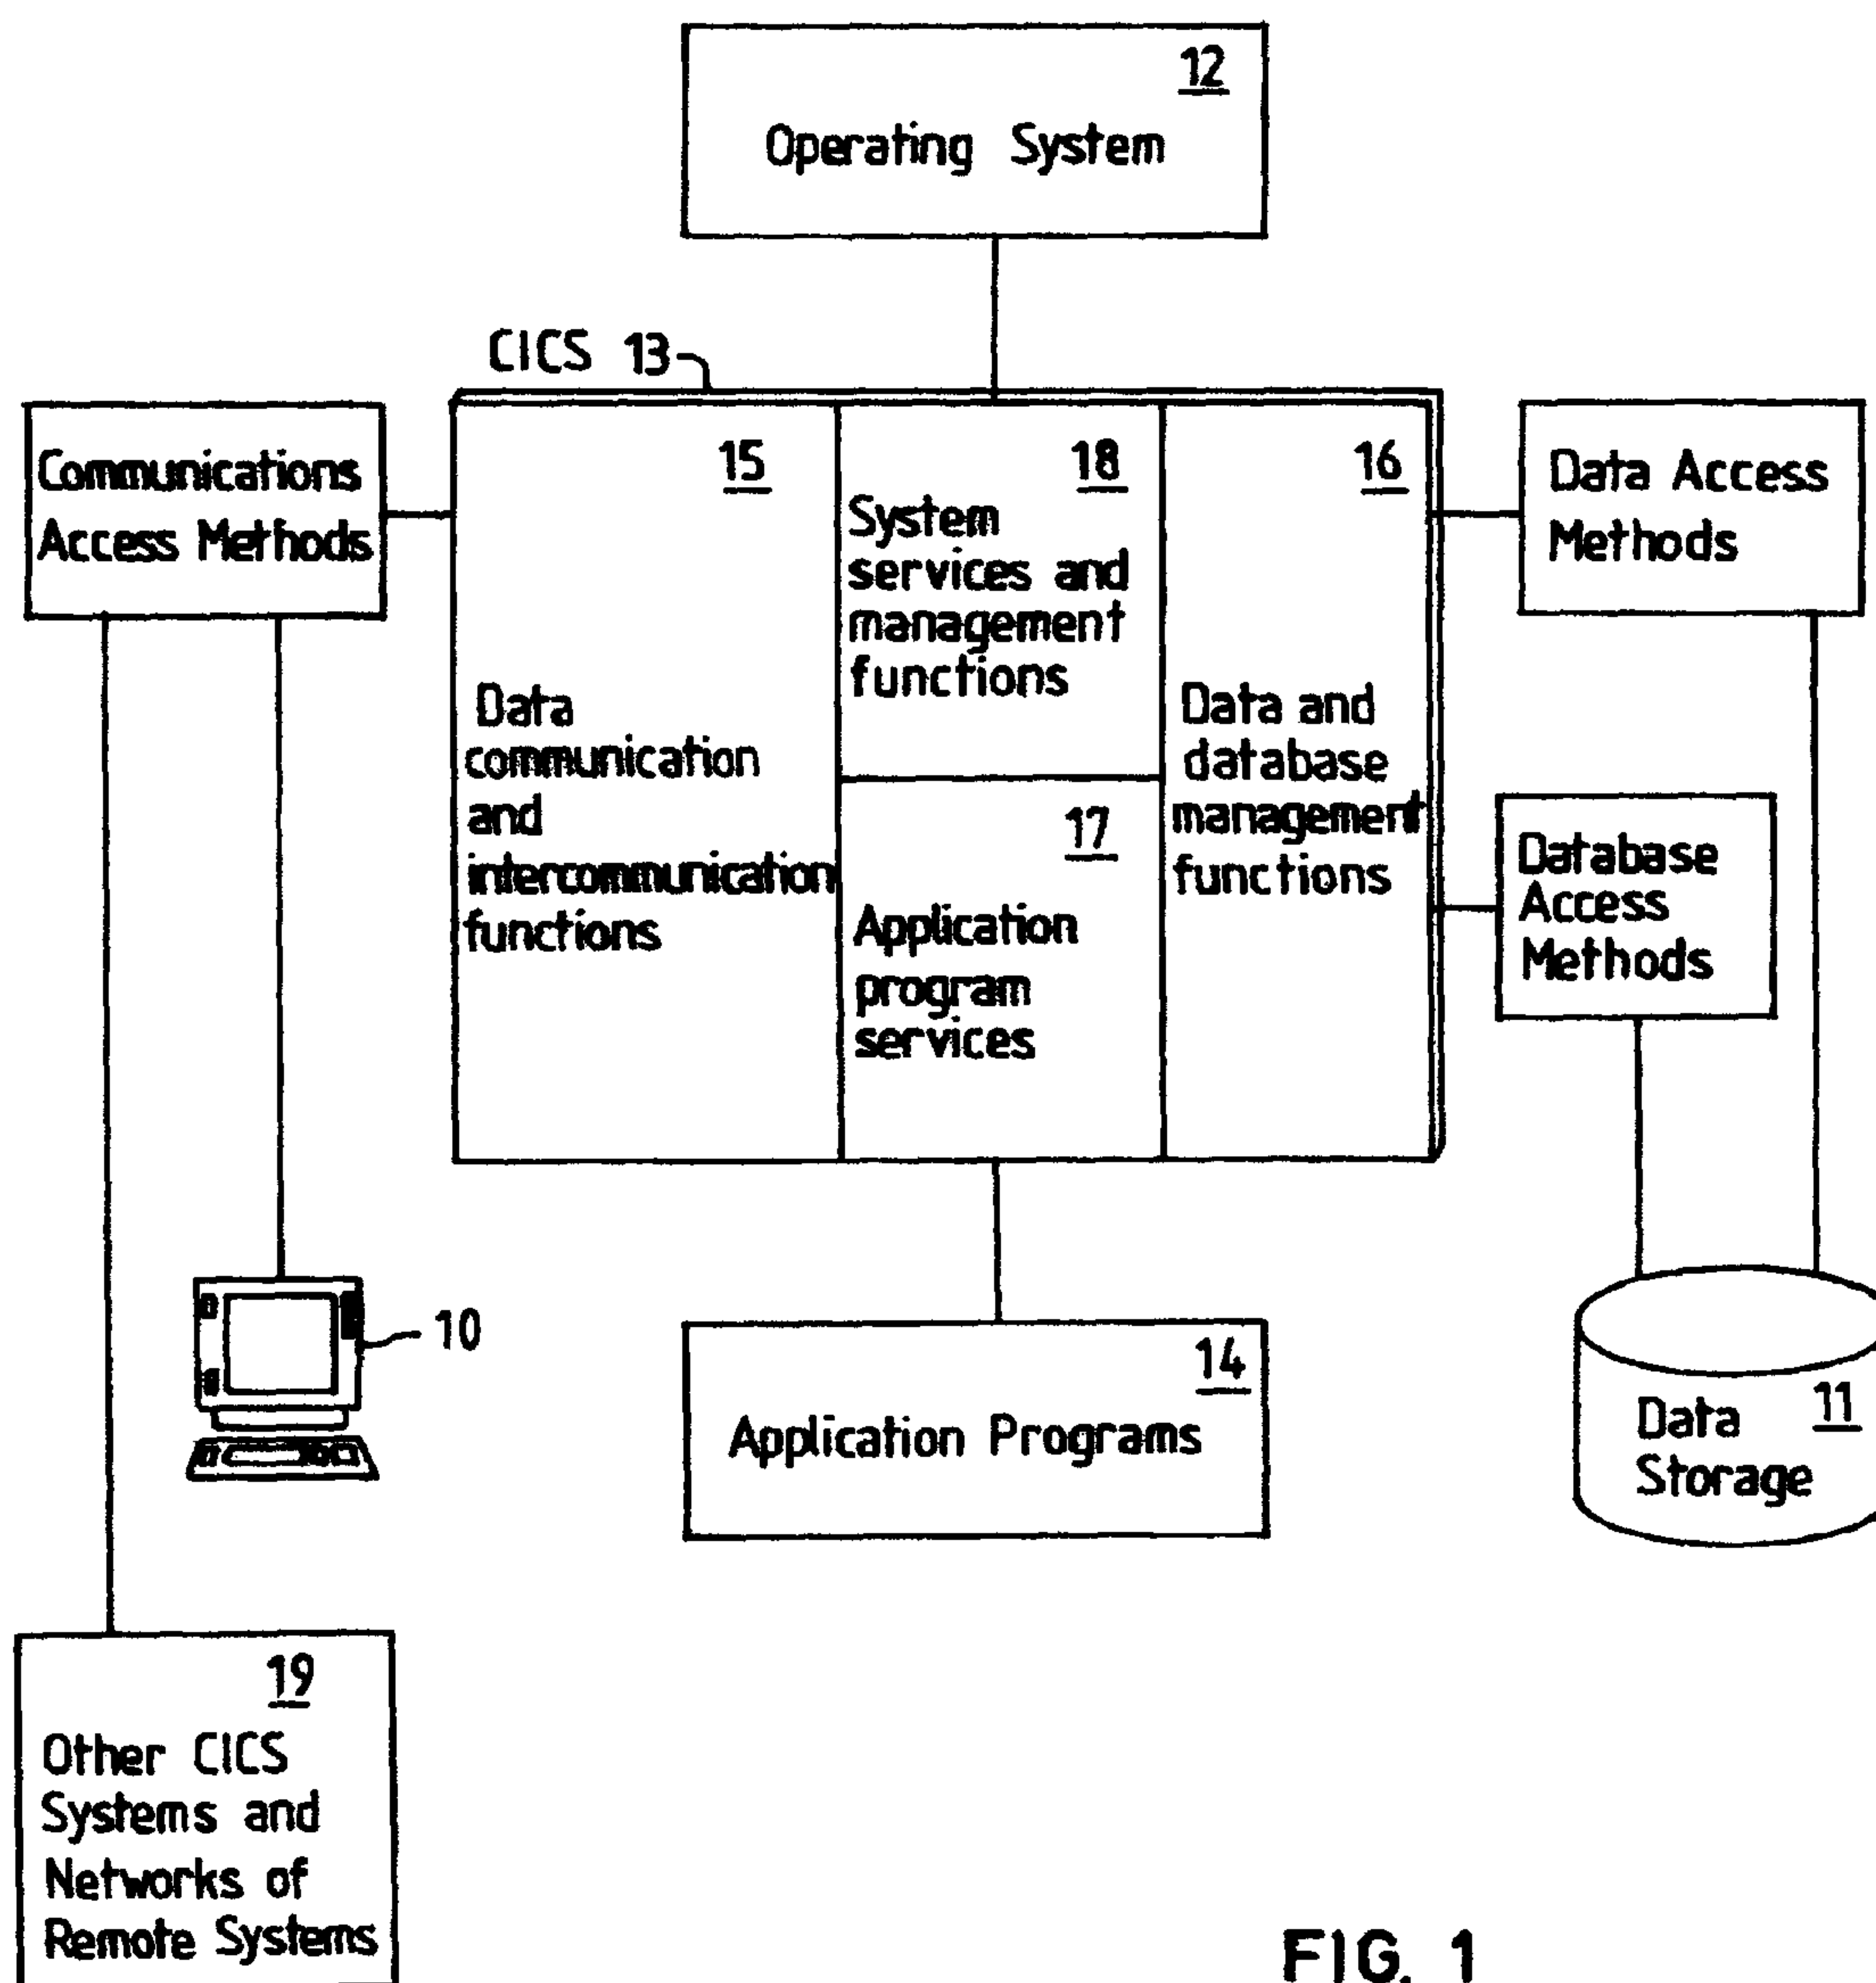 12
Operating System
CICS 13
Communications
Access Methods
15
Data
communication
and
intercommunication
functions
18
System
services and
management
functions
17
Application
program
services
16
Data and
database
management
functions
Data Access
Methods
Database
Access
Methods
10
14
Application Programs
11
Data
Storage
19
Other CICS
Systems and
Networks of
Remote Systems
FIG. 1